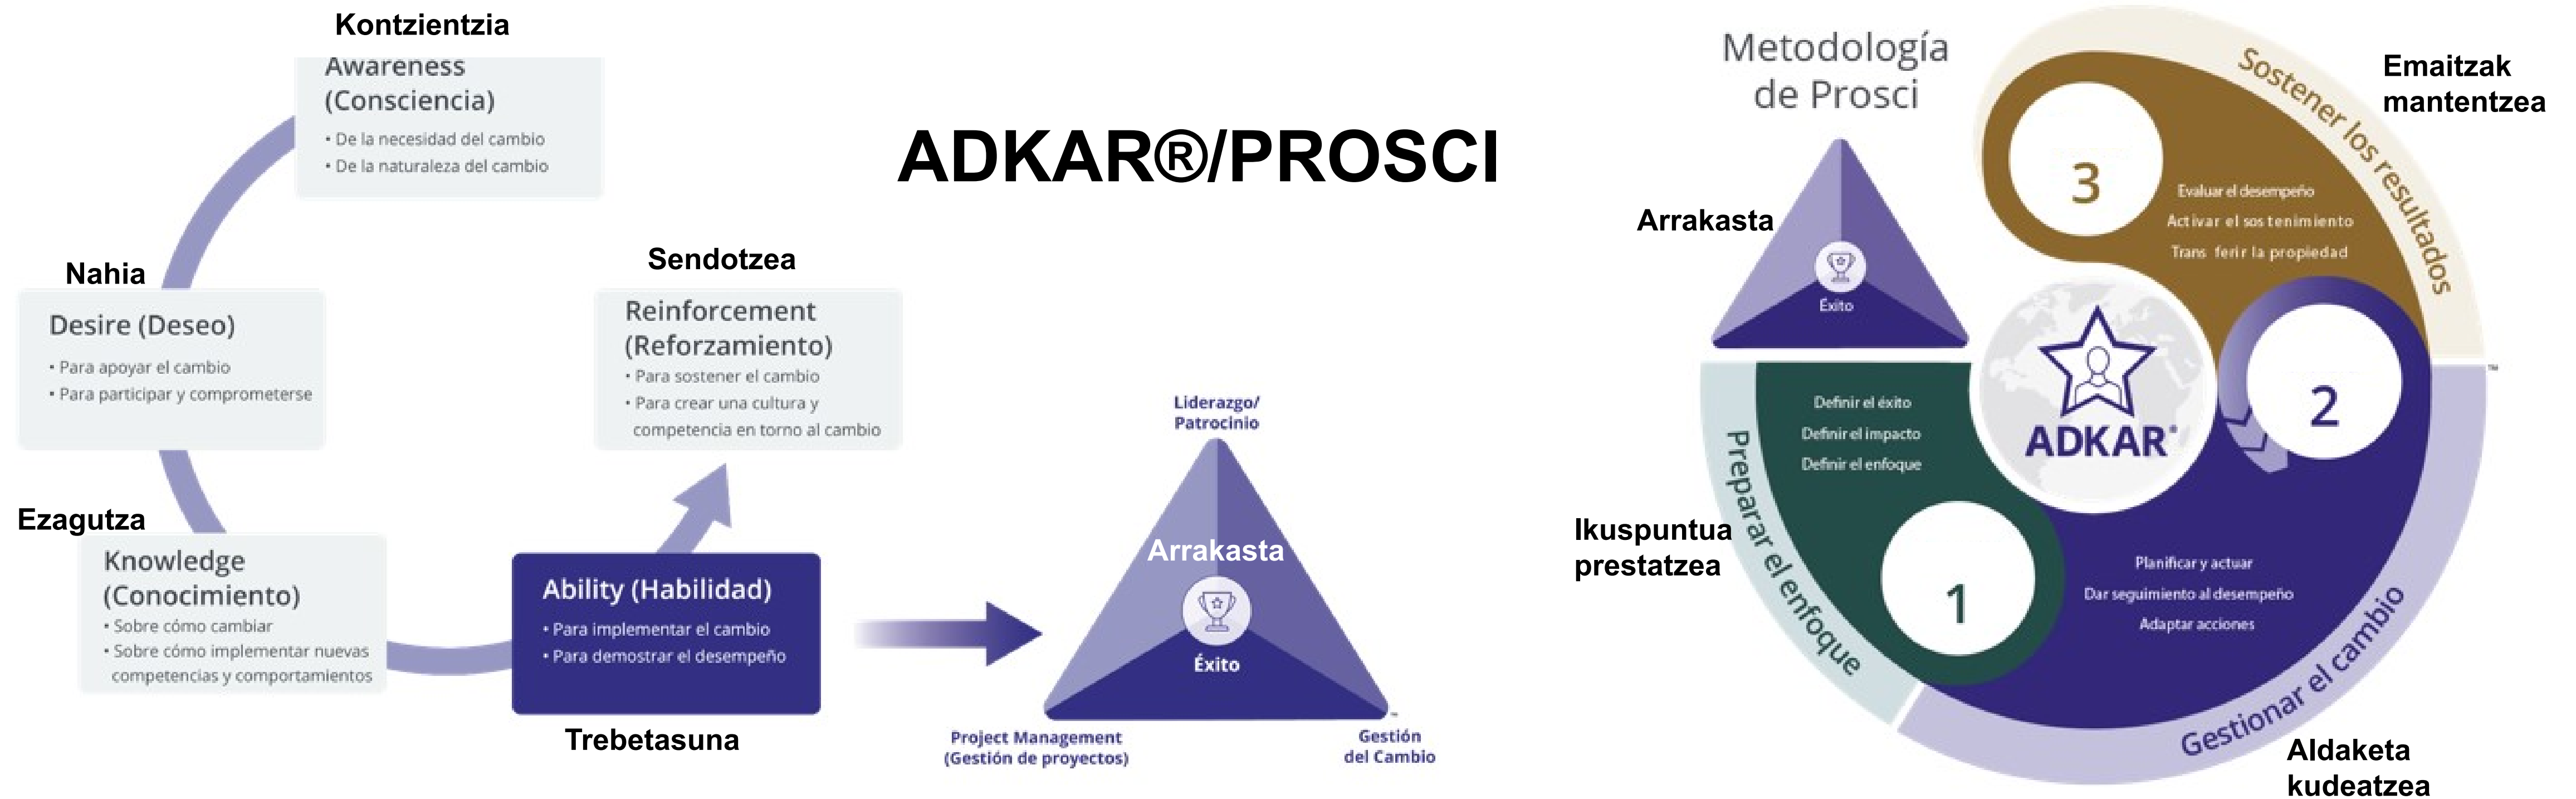 Kontzientzia
Awareness
(Consciencia)
• De la necesidad del cambio
• De la naturaleza del cambio
Nahia
Desire (Deseo)
• Para apoyar el cambio
• Para participar y comprometerse
Ezagutza
Knowledge
(Conocimiento)
• Sobre cómo cambiar
• Sobre cómo implementar nuevas
competencias y comportamientos
Ability (Habilidad)
• Para implementar el cambio
• Para demostrar el desempeño
Trebetasuna
Sendotzea
Reinforcement
(Reforzamiento)
• Para sostener el cambio
• Para crear una cultura y
competencia en torno al cambio
ADKAR®/PROSCI
Liderazgo/
Patrocinio
Arrakasta
Éxito
Project Management
(Gestión de proyectos)
Gestión
del Cambio
™
Metodología
de Prosci
Arrakasta
Éxito
Emaitzak
mantentzea
Sostener los resultados
3
Evaluar el desempeño
Activar el sos tenimiento
Trans ferir la propiedad
ADKAR®
2
™
Definir el éxito
Definir el impacto
Definir el enfoque
Ikuspuntua
prestatzea
Preparar el enfoque
1
Planificar y actuar
Dar seguimiento al desempeño
Adaptar acciones
Gestionar el cambio
Aldaketa
kudeatzea